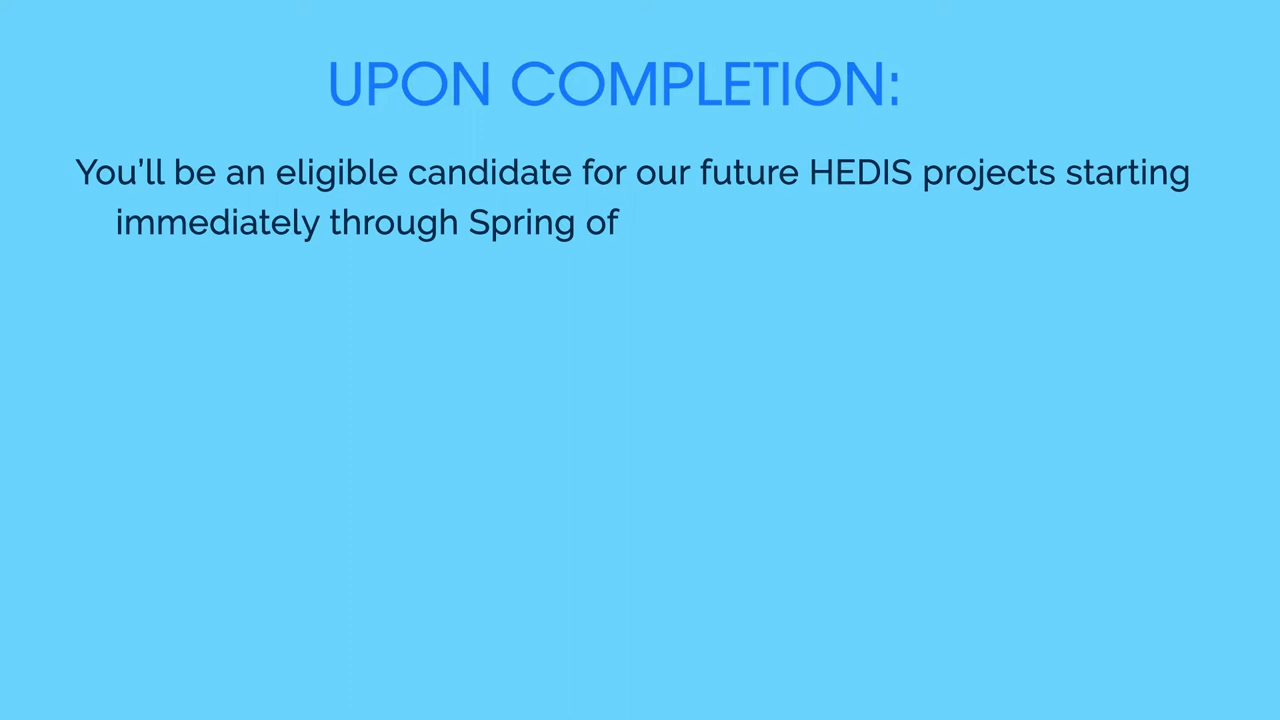 UPON COMPLETION:
You'll be an eligible candidate for our future HEDIS projects starting
immediately through Spring of